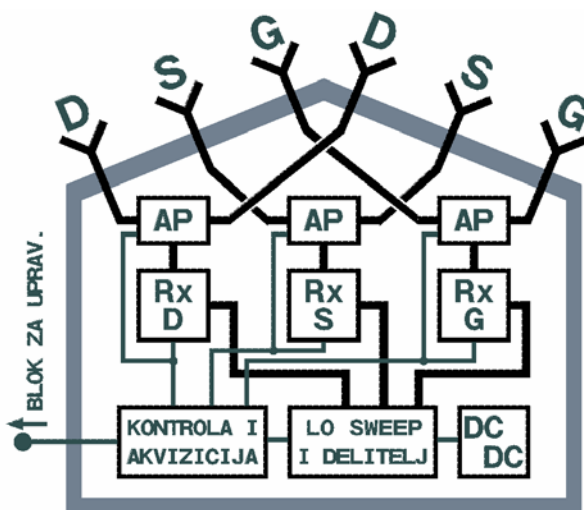 D S G D S G
AP AP AP
Rx D
Rx S
Rx G
BLOK ZA UPRAV.
KONTROLA I
AKVIZICIJA
LO SWEEP
I DELITELJ
DC
DC